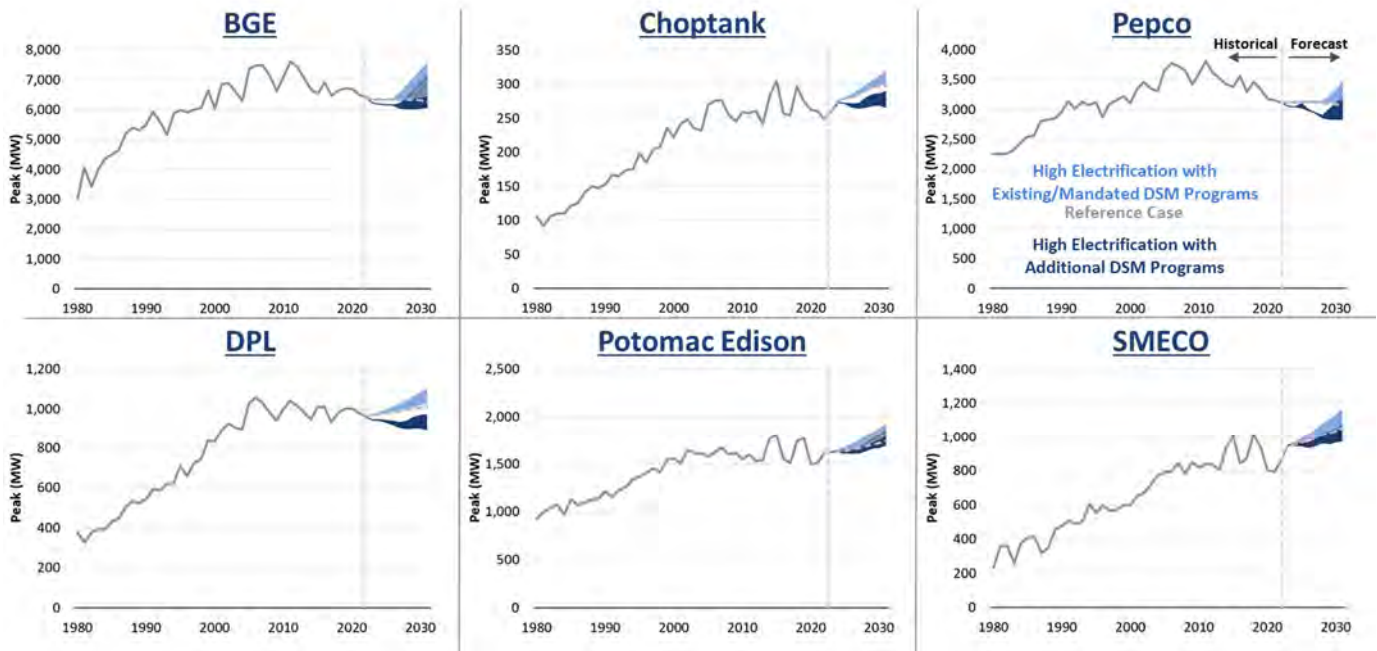 BGE
8,000
7,000
6,000
5,000
4,000
3,000
2,000
1,000
0
Peak (MW)
1980 1990 2000 2010 2020 2030
Choptank
350
300
250
200
150
100
50
0
Peak (MW)
1980 1990 2000 2010 2020 2030
Pepco
4,000
3,500
3,000
2,500
2,000
1,500
1,000
500
0
Peak (MW)
Historical Forecast
High Electrification with
Existing/Mandated DSM Programs
Reference Case
High Electrification with
Additional DSM Programs
1980 1990 2000 2010 2020 2030
DPL
1,200
1,000
800
600
400
200
0
Peak (MW)
1980 1990 2000 2010 2020 2030
Potomac Edison
2,500
2,000
1,500
1,000
500
0
Peak (MW)
1980 1990 2000 2010 2020 2030
SMECO
1,400
1,200
1,000
800
600
400
200
0
Peak (MW)
1980 1990 2000 2010 2020 2030